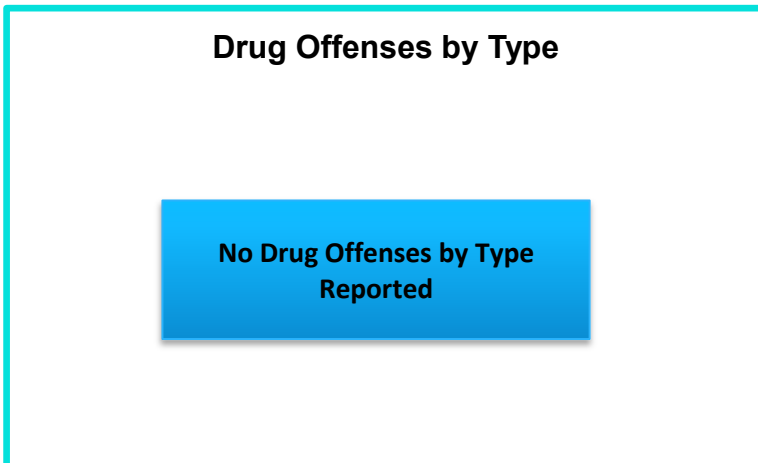 Drug Offenses by Type
No Drug Offenses by Type
Reported